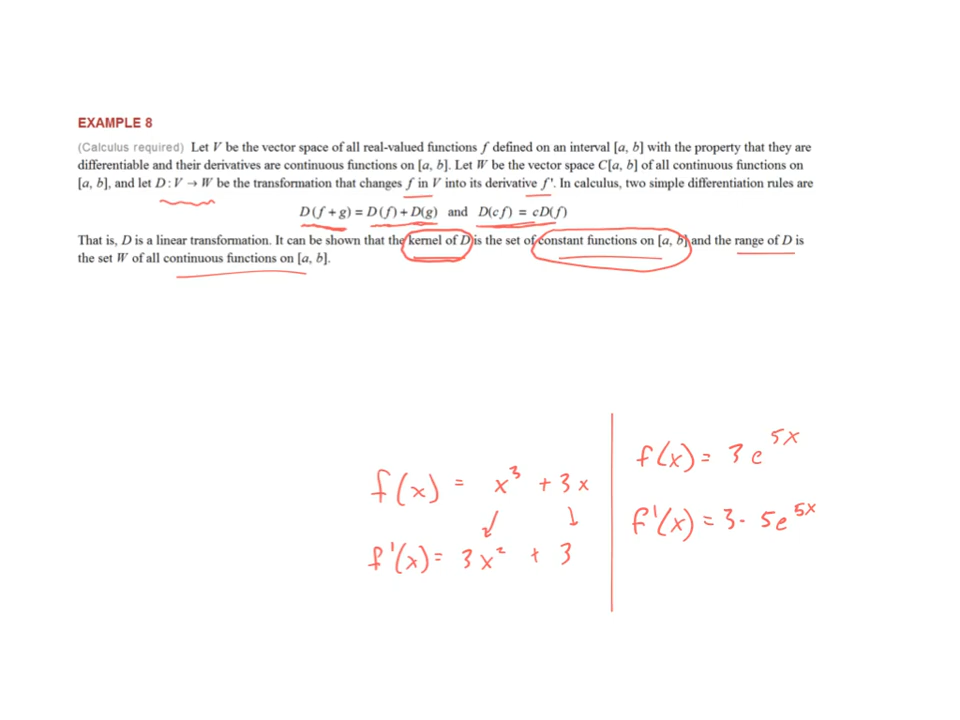 EXAMPLE 8
(Calculus required) Let V be the vector space of all real-valued functions f defined on an interval [a, b] with the property that they are
differentiable and their derivatives are continuous functions on [a, b]. Let W be the vector space C[a, b] of all continuous functions on
[a, b], and let D : V → W be the transformation that changes f in V into its derivative f'. In calculus, two simple differentiation rules are
D(f + g) = D(f) + D(g) and D(cf) = cD(f)
That is, D is a linear transformation. It can be shown that the kernel of D is the set of constant functions on [a, b] and the range of D is
the set W of all continuous functions on [a, b].
f(x) = x³ + 3x
f'(x) = 3x² + 3
f(x) = 3e^5x
f'(x) = 3 · 5e^5x